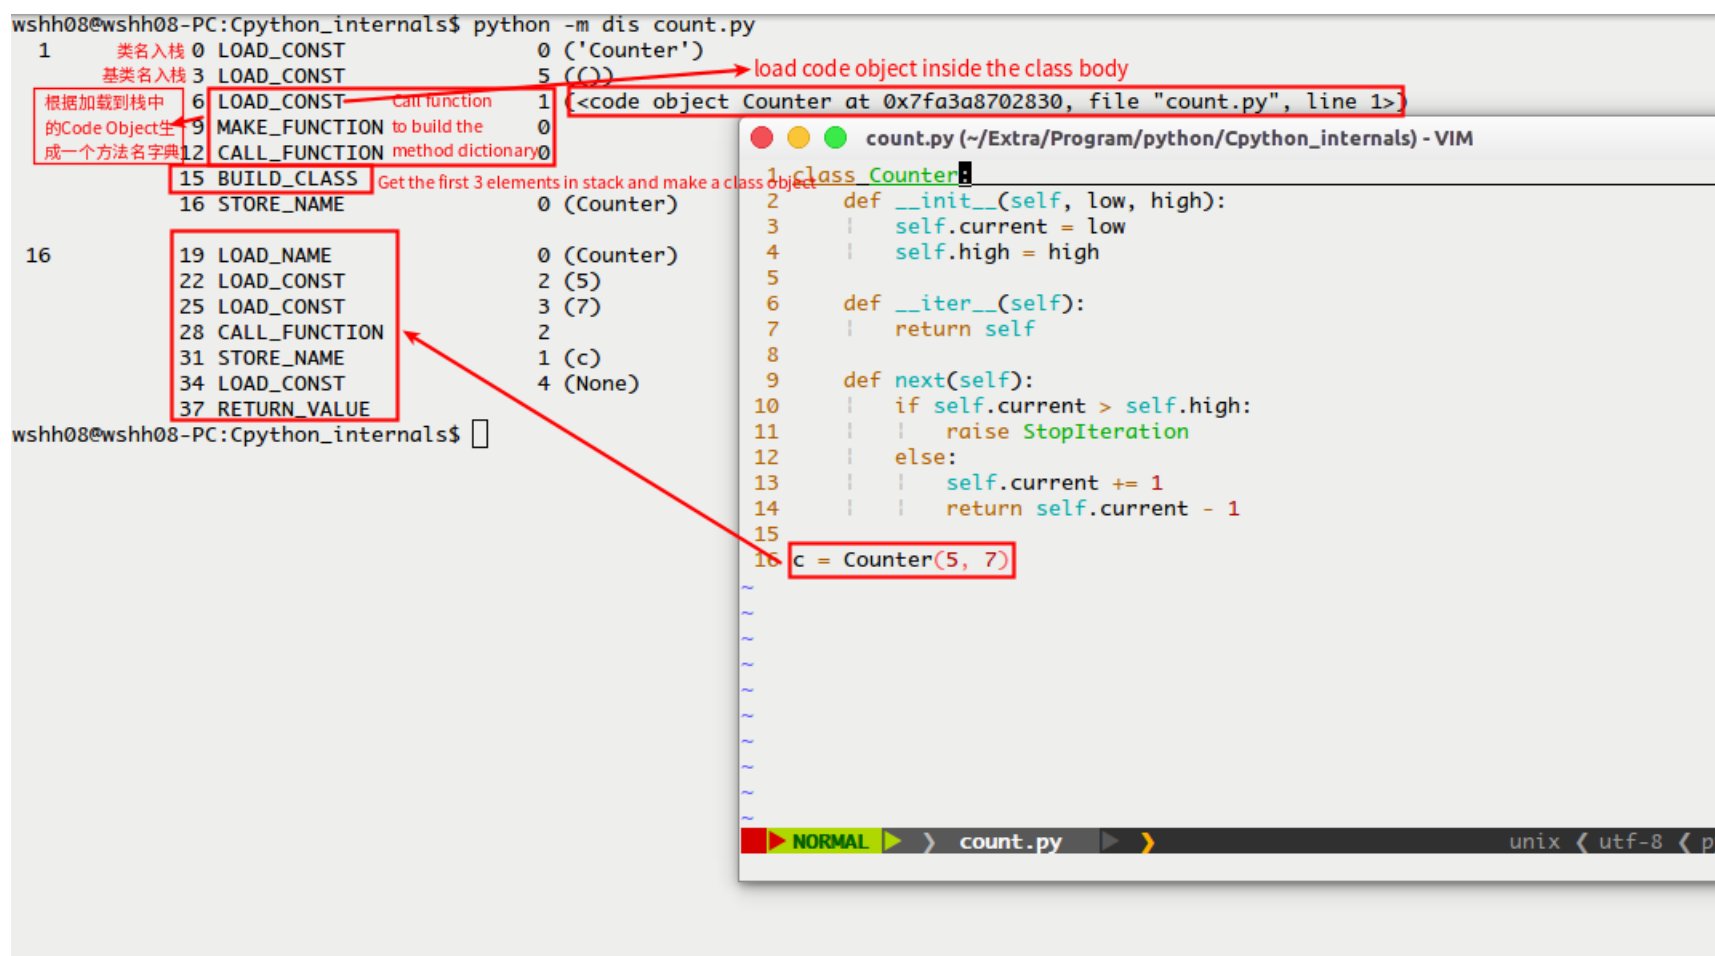 wshh08@wshh08-PC:Cpython_internals$ python -m dis count.py
1 类名入栈 0 LOAD_CONST 0 ('Counter')
基类名入栈 3 LOAD_CONST 5 (())
load code object inside the class body
根据加载到栈中 6 LOAD_CONST Call function 1 (<code object Counter at 0x7fa3a8702830, file "count.py", line 1>)
的Code Object生 9 MAKE_FUNCTION to build the 0
成一个方法名字典 12 CALL_FUNCTION method dictionary 0
15 BUILD_CLASS Get the first 3 elements in stack and make a class object
16 STORE_NAME 0 (Counter)
16 19 LOAD_NAME 0 (Counter)
22 LOAD_CONST 2 (5)
25 LOAD_CONST 3 (7)
28 CALL_FUNCTION 2
31 STORE_NAME 1 (c)
34 LOAD_CONST 4 (None)
37 RETURN_VALUE
wshh08@wshh08-PC:Cpython_internals$
count.py (~/Extra/Program/python/Cpython_internals) - VIM
1 class Counter:
2 def __init__(self, low, high):
3 self.current = low
4 self.high = high
5
6 def __iter__(self):
7 return self
8
9 def next(self):
10 if self.current > self.high:
11 raise StopIteration
12 else:
13 self.current += 1
14 return self.current - 1
15
16 c = Counter(5, 7)
~
~
~
~
~
~
~
~
~
~
NORMAL count.py unix ❮ utf-8 ❮ p